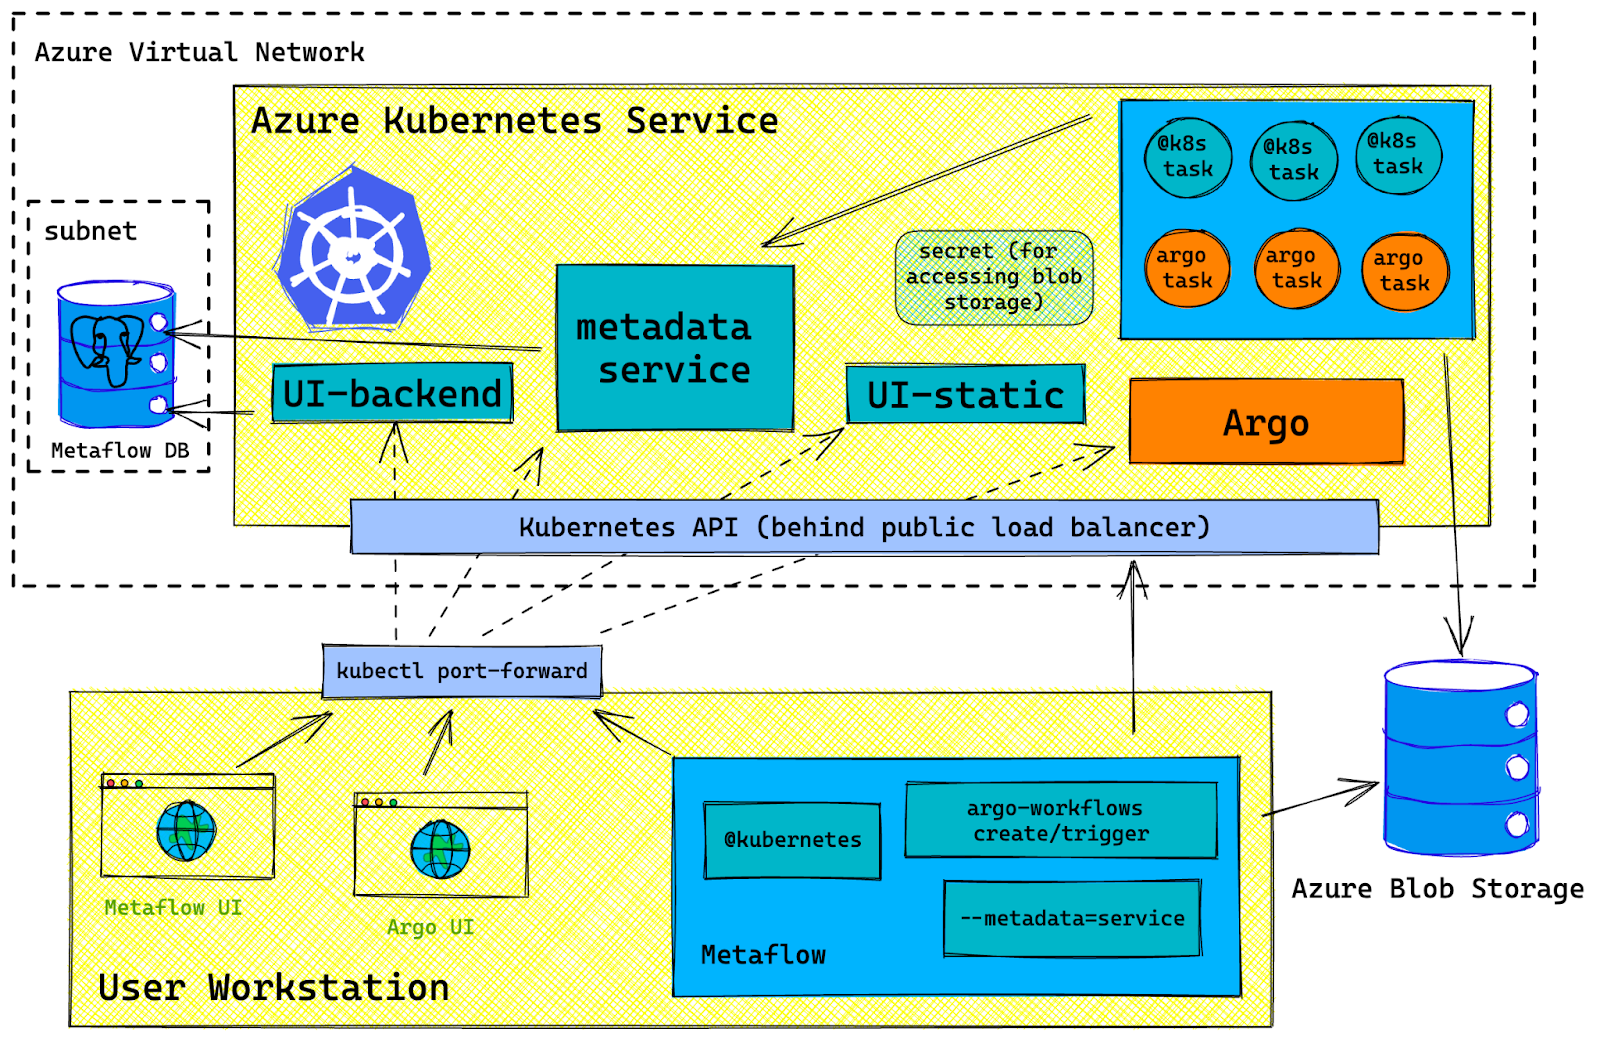 Azure Virtual Network
Azure Kubernetes Service
@k8s
task
@k8s
task
@k8s
task
subnet
secret (for
accessing blob
storage)
argo
task
argo
task
argo
task
metadata
service
UI-backend
UI-static
Argo
Metaflow DB
Kubernetes API (behind public load balancer)
kubectl port-forward
@kubernetes
argo-workflows
create/trigger
--metadata=service
Metaflow
Metaflow UI
Argo UI
User Workstation
Azure Blob Storage